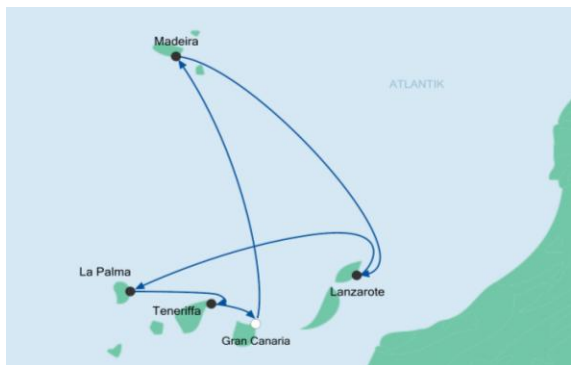 Madeira
ATLANTIK
La Palma
Lanzarote
Teneriffa
Gran Canaria